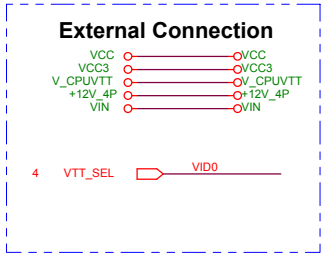 External Connection
VCC VCC
VCC3 VCC3
V_CPUVTT V_CPUVTT
+12V_4P +12V_4P
VIN VIN
4 VTT_SEL VID0